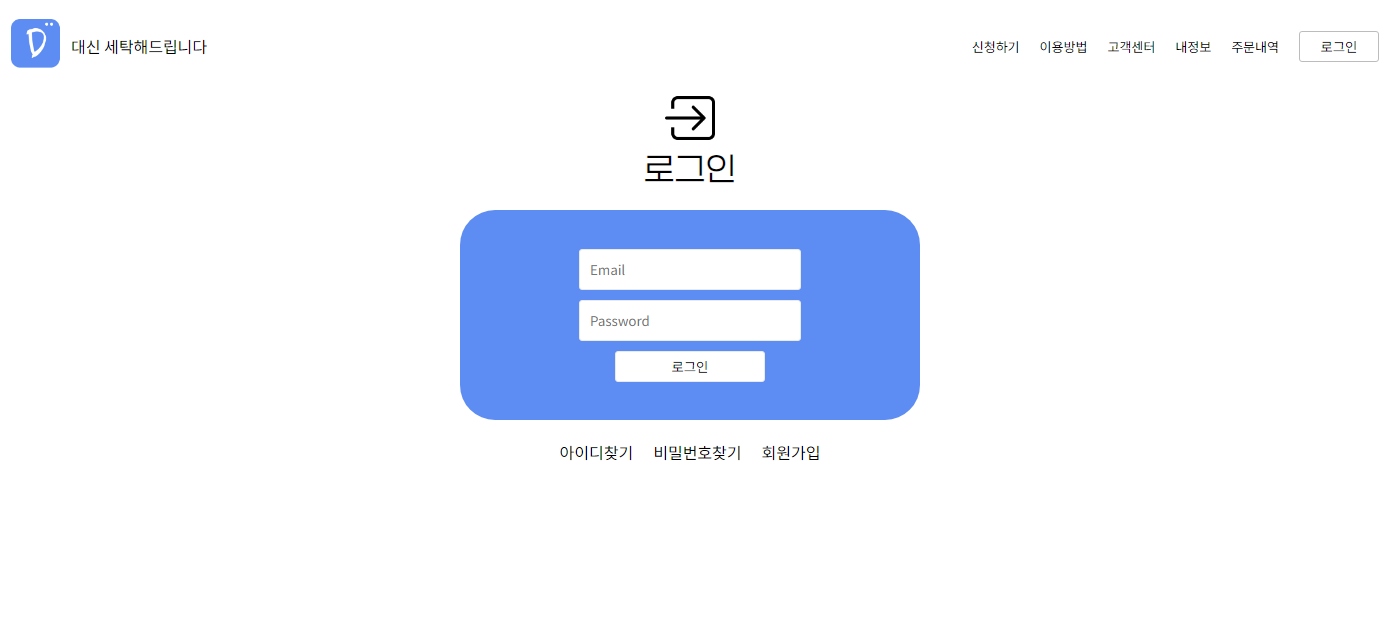 대신 세탁해드립니다
신청하기 이용방법 고객센터 내정보 주문내역 로그인
로그인
Email
Password
로그인
아이디찾기 비밀번호찾기 회원가입